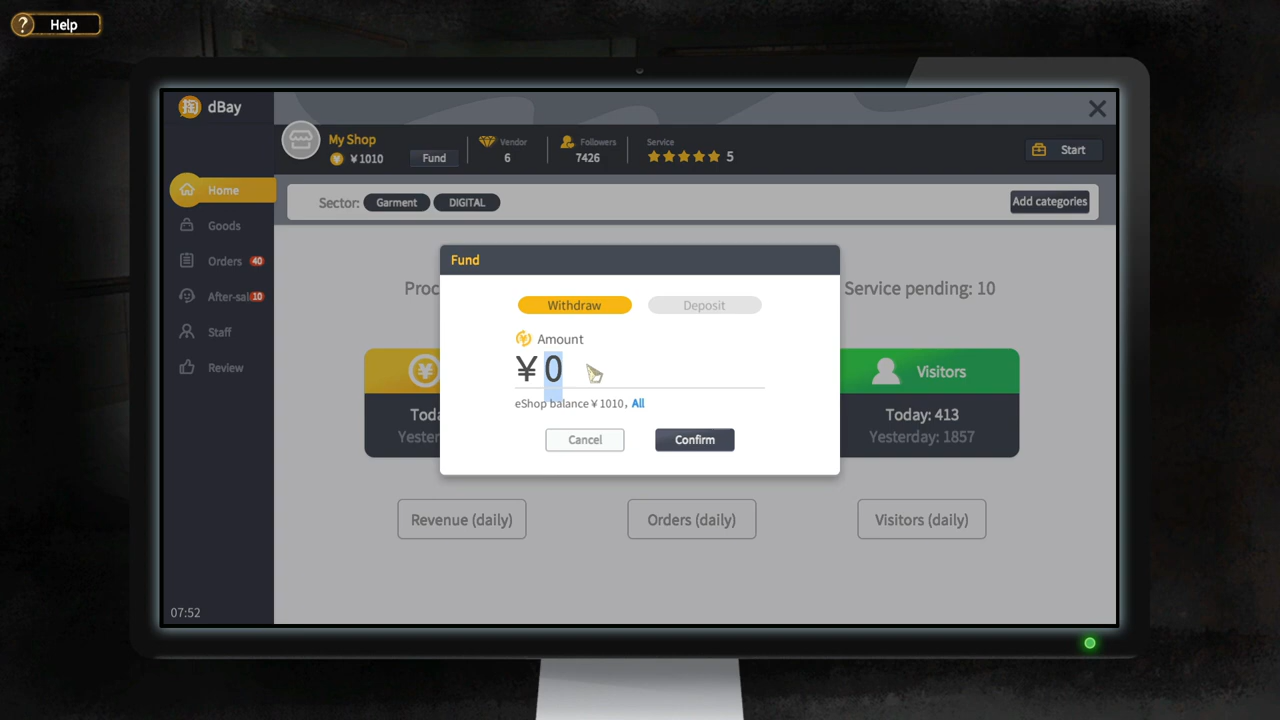 Help
淘 dBay
My Shop
¥ 1010
Fund
Vendor
6
Followers
7426
Service
5
Start
Home
Goods
Orders 40
After-sal 10
Staff
Review
Sector: Garment DIGITAL
Add categories
Proc
Service pending: 10
Fund
Withdraw
Deposit
Amount
¥ 0
eShop balance ¥ 1010, All
Cancel
Confirm
¥
Toda
Yester
Visitors
Today: 413
Yesterday: 1857
Revenue (daily)
Orders (daily)
Visitors (daily)
07:52